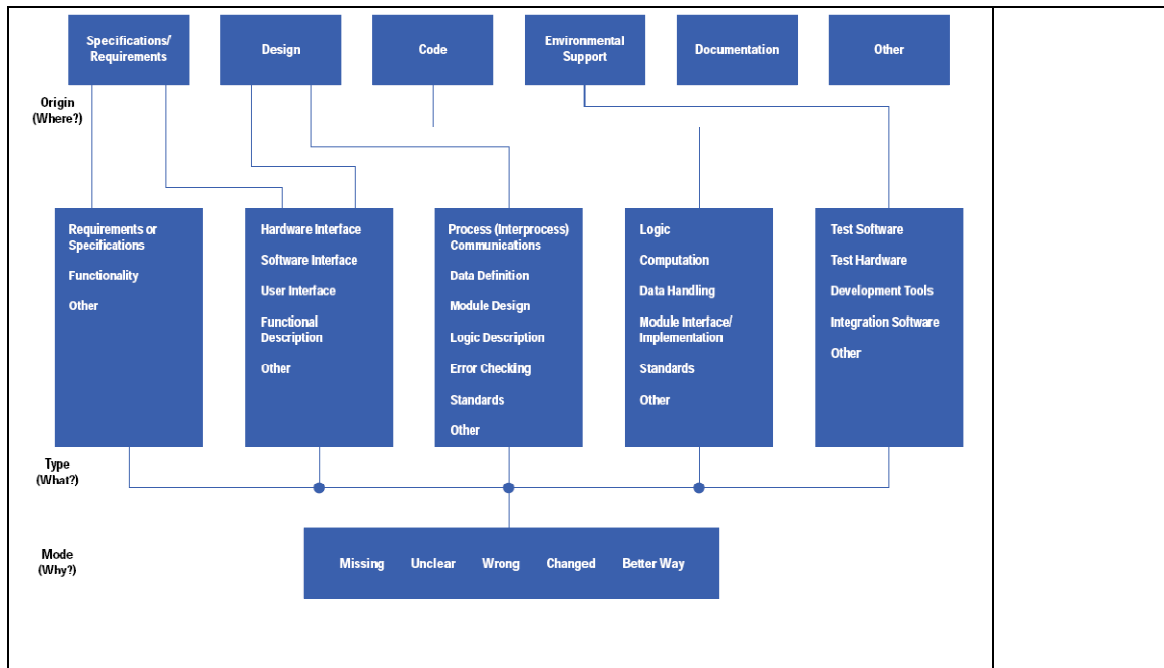 Specifications/
Requirements
Design
Code
Environmental
Support
Documentation
Other
Origin
(Where?)
Requirements or
Specifications
Functionality
Other
Hardware Interface
Software Interface
User Interface
Functional
Description
Other
Process (Interprocess)
Communications
Data Definition
Module Design
Logic Description
Error Checking
Standards
Other
Logic
Computation
Data Handling
Module Interface/
Implementation
Standards
Other
Test Software
Test Hardware
Development Tools
Integration Software
Other
Type
(What?)
Mode
(Why?)
Missing Unclear Wrong Changed Better Way